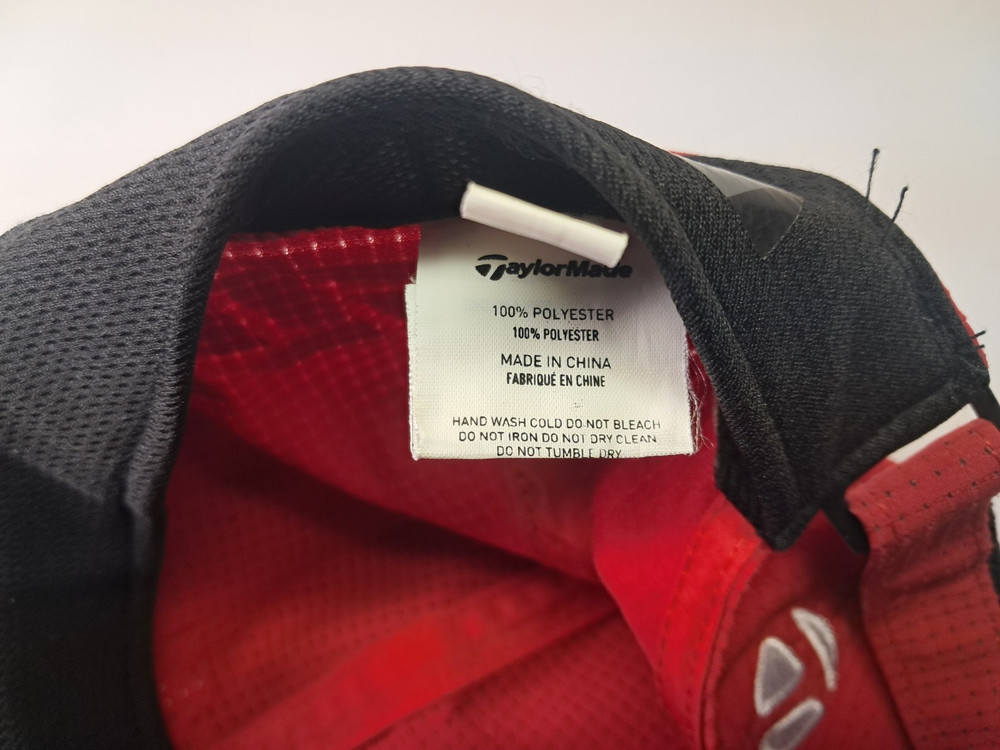 TaylorMade
100% POLYESTER
100% POLYESTER
MADE IN CHINA
FABRIQUÉ EN CHINE
HAND WASH COLD DO NOT BLEACH
DO NOT IRON DO NOT DRY CLEAN
DO NOT TUMBLE DRY